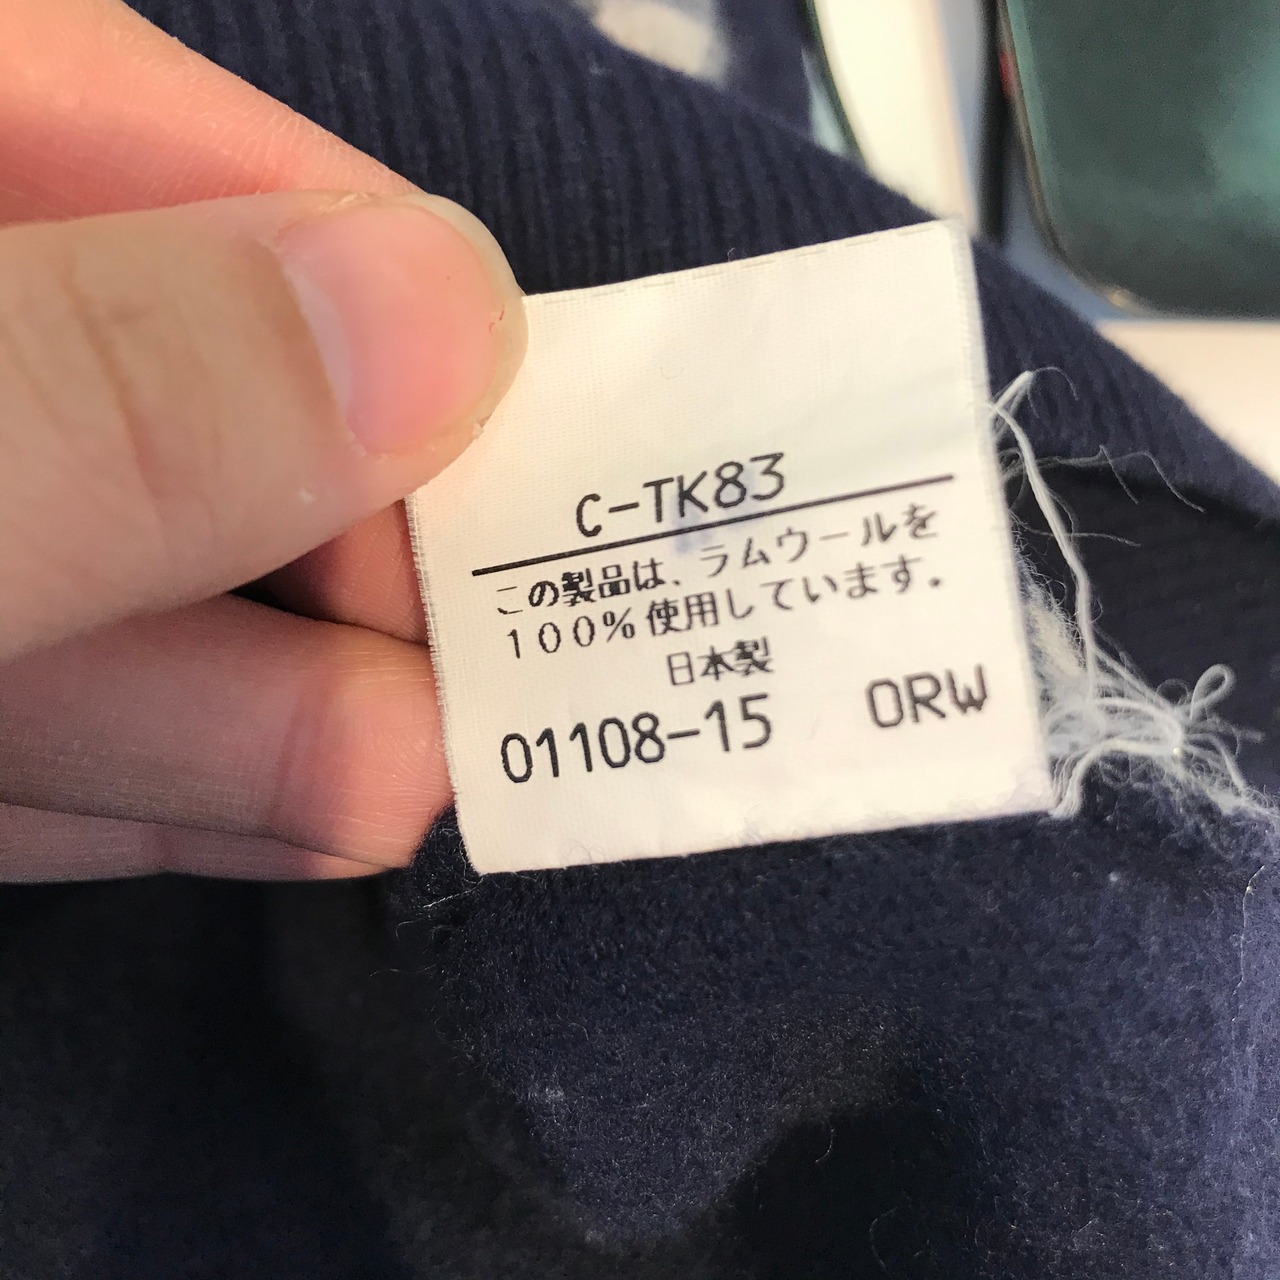 C-TK83
この製品は、ラムウールを
100%使用しています.
日本製
01108-15 ORW